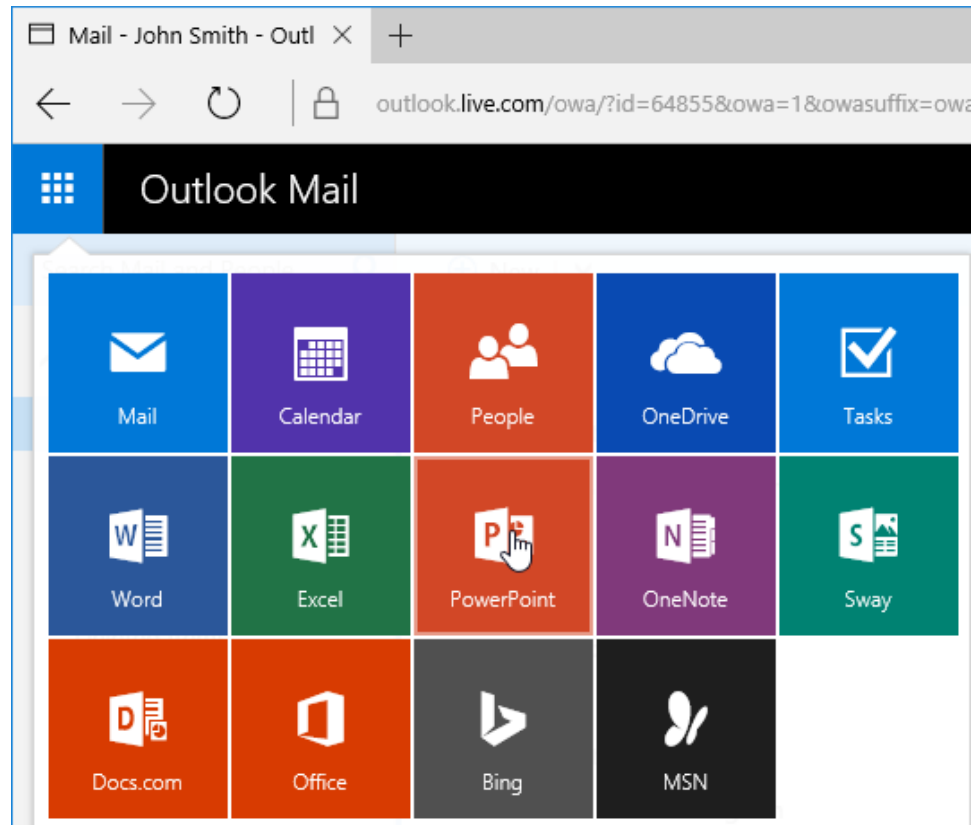 Mail - John Smith - Outl
outlook.live.com/owa/?id=64855&owa=1&owasuffix=owa
Outlook Mail
Mail Calendar People OneDrive Tasks
Word Excel PowerPoint OneNote Sway
Docs.com Office Bing MSN